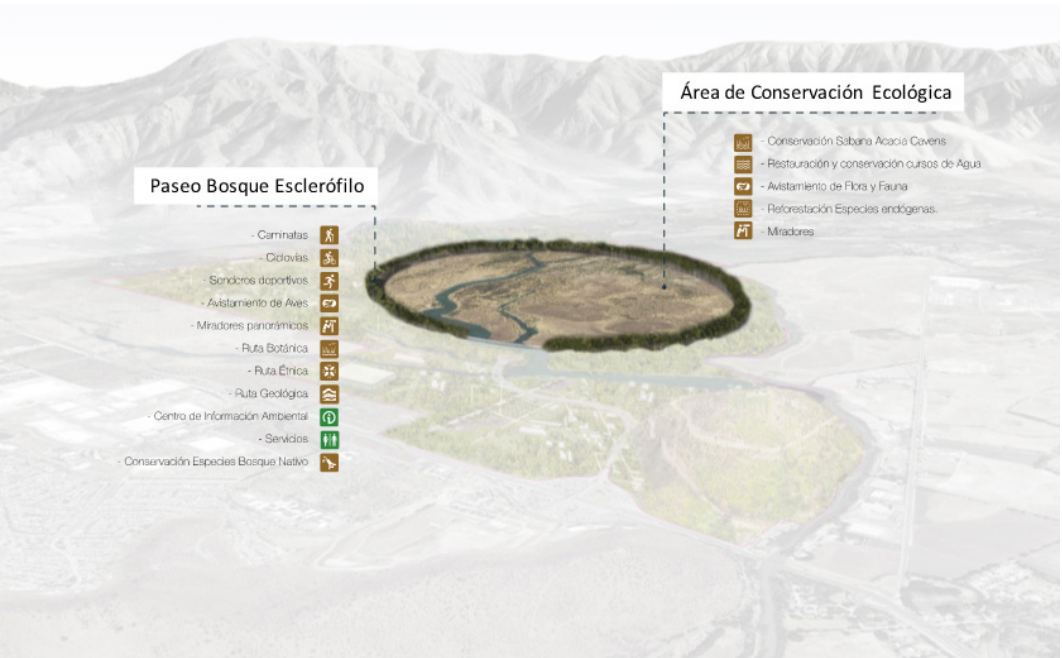 Área de Conservación Ecológica
- Conservación Sabana Acacia Cavens
- Restauración y conservación cursos de Agua
- Avistamiento de Flora y Fauna
- Reforestación Especies endógenas.
- Miradores
Paseo Bosque Esclerófilo
- Caminatas
- Ciclovías
- Senderos deportivos
- Avistamiento de Aves
- Miradores panorámicos
- Ruta Botánica
- Ruta Étnica
- Ruta Geológica
- Centro de Información Ambiental
- Servicios
- Conservación Especies Bosque Nativo